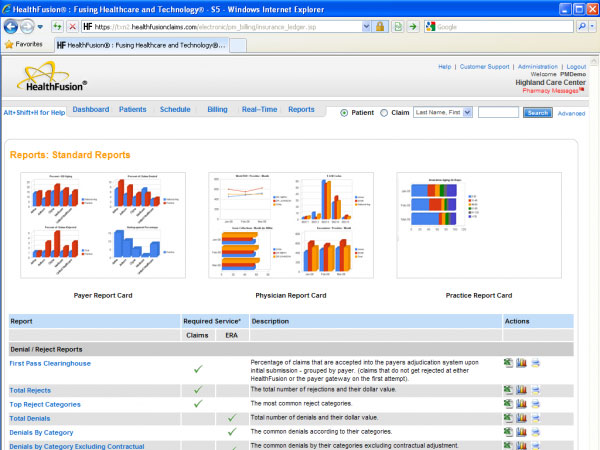 HealthFusion® : Fusing Healthcare and Technology® - S5 - Windows Internet Explorer
HF https://txn2.healthfusionclaims.com/electronic/pm_billing/insurance_ledger.jsp
Google
Favorites
HF HealthFusion® : Fusing Healthcare and Technology®...
HealthFusion®
Help | Customer Support | Administration | Logout
Welcome PMDemo
Highland Care Center
Pharmacy Messages
Alt+Shift+H for Help
Dashboard Patients Schedule Billing Real-Time Reports
Patient Claim Last Name, First Search Advanced
Reports: Standard Reports
Payer Report Card
Physician Report Card
Practice Report Card
Report Required Service* Description Actions
Claims ERA
Denial / Reject Reports
First Pass Clearinghouse
Percentage of claims that are accepted into the payers adjudication system upon
initial submission - grouped by payer. (claims that do not get rejected at either
HealthFusion or the payer gateway on the first attempt).
Total Rejects The total number of rejections and their dollar value.
Top Reject Categories The most common reject categories.
Total Denials Total number of denials and their dollar value.
Denials By Category The common denials according to their categories.
Denials by Category Excluding Contractual The common denials by their categories excluding contractual adjustment.